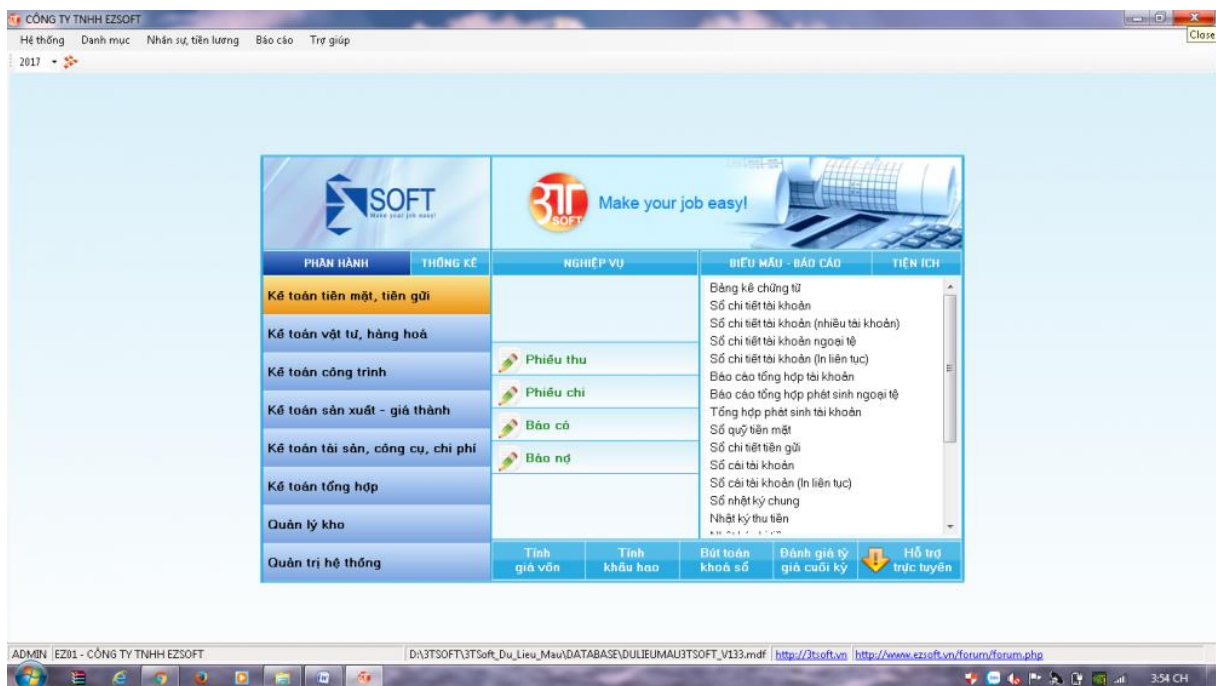 CÔNG TY TNHH EZSOFT
Close
Hệ thống Danh mục Nhân sự, tiền lương Báo cáo Trợ giúp
2017
SOFT
Make your job easy!
3T SOFT
Make your job easy!
PHÂN HÀNH THỐNG KÊ NGHIỆP VỤ BIỂU MẪU - BÁO CÁO TIỆN ÍCH
Kế toán tiền mặt, tiền gửi
Kế toán vật tư, hàng hoá
Kế toán công trình
Kế toán sản xuất - giá thành
Kế toán tài sản, công cụ, chi phí
Kế toán tổng hợp
Quản lý kho
Quản trị hệ thống
Phiếu thu
Phiếu chi
Báo có
Báo nợ
Bảng kê chứng từ
Sổ chi tiết tài khoản
Sổ chi tiết tài khoản (nhiều tài khoản)
Sổ chi tiết tài khoản ngoại tệ
Sổ chi tiết tài khoản (In liên tục)
Báo cáo tổng hợp tài khoản
Báo cáo tổng hợp phát sinh ngoại tệ
Tổng hợp phát sinh tài khoản
Sổ quỹ tiền mặt
Sổ chi tiết tiền gửi
Sổ cái tài khoản
Sổ cái tài khoản (In liên tục)
Sổ nhật ký chung
Nhật ký thu tiền
Tính giá vốn
Tính khấu hao
Bút toán khoá sổ
Đánh giá tỷ giá cuối kỳ
Hỗ trợ trực tuyến
ADMIN EZ01 - CÔNG TY TNHH EZSOFT D:\3TSOFT\3TSoft_Du_Lieu_Mau\DATABASE\DULIEUMAU3TSOFT_V133.mdf http://3tsoft.vn http://www.ezsoft.vn/forum/forum.php
3:54 CH